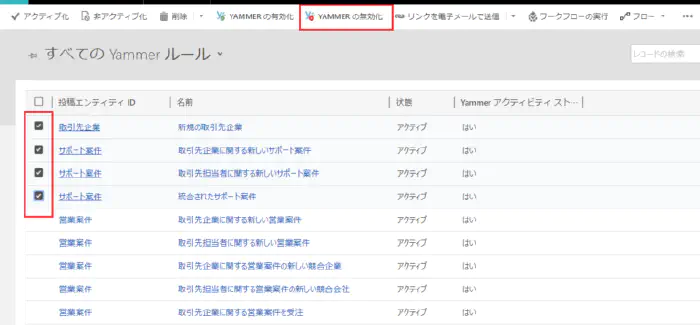 アクティブ化 非アクティブ化 削除 YAMMER の有効化 YAMMER の無効化 リンクを電子メールで送信 ワークフローの実行 フロー
すべての Yammer ルール
レコードの検索
投稿エンティティ ID 名前 状態 Yammer アクティビティ スト...
取引先企業 新規の取引先企業 アクティブ はい
サポート案件 取引先企業に関する新しいサポート案件 アクティブ はい
サポート案件 取引先担当者に関する新しいサポート案件 アクティブ はい
サポート案件 統合されたサポート案件 アクティブ はい
営業案件 取引先企業に関する新しい営業案件 アクティブ はい
営業案件 取引先担当者に関する新しい営業案件 アクティブ はい
営業案件 取引先企業に関する営業案件の新しい競合企業 アクティブ はい
営業案件 取引先担当者に関する営業案件の新しい競合会社 アクティブ はい
営業案件 取引先企業に関する営業案件を受注 アクティブ はい